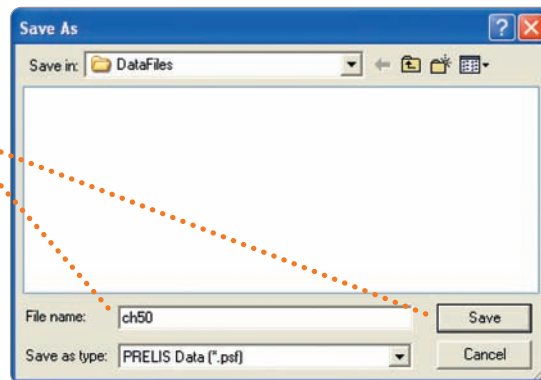 Save As
Save in: DataFiles
File name: ch50
Save
Save as type: PRELIS Data (*.psf)
Cancel